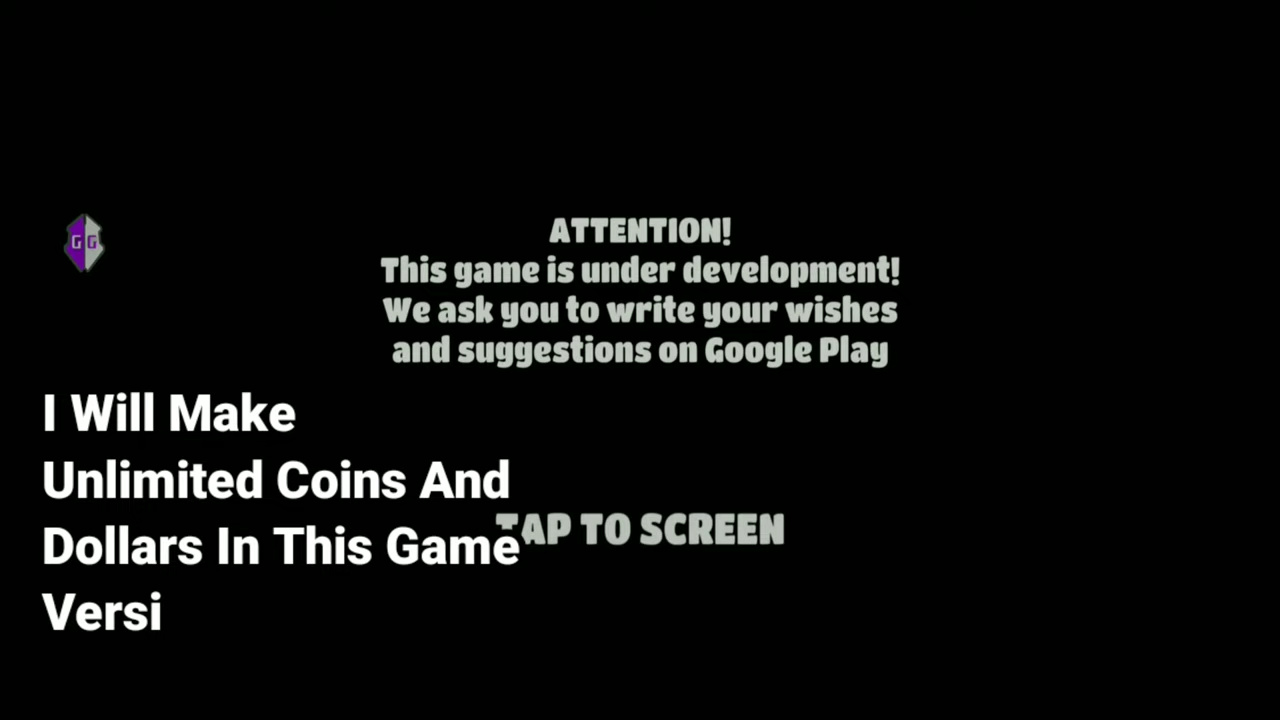 GG
ATTENTION!
This game is under development!
We ask you to write your wishes
and suggestions on Google Play
I Will Make
Unlimited Coins And
Dollars In This Game
Versi
TAP TO SCREEN